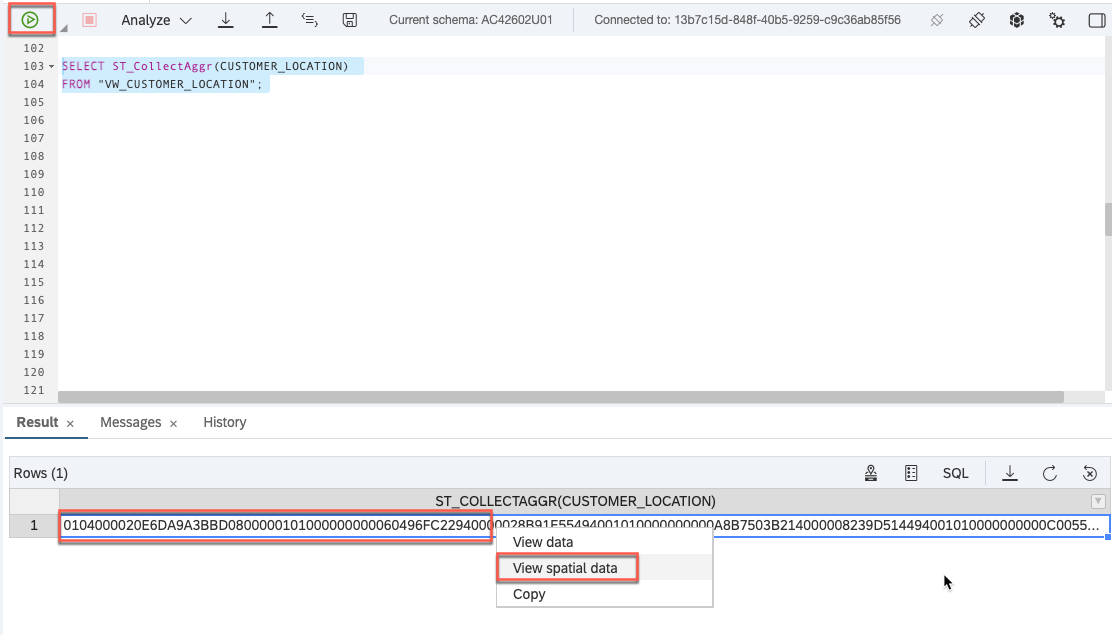 Analyze
Current schema: AC42602U01
Connected to: 13b7c15d-848f-40b5-9259-c9c36ab85f56
102
103 SELECT ST_CollectAggr(CUSTOMER_LOCATION)
104 FROM "VW_CUSTOMER_LOCATION";
105
106
107
108
109
110
111
112
113
114
115
116
117
118
119
120
121
Result ×
Messages ×
History
Rows (1)
SQL
ST_COLLECTAGGR(CUSTOMER_LOCATION)
1
View data
View spatial data
Copy